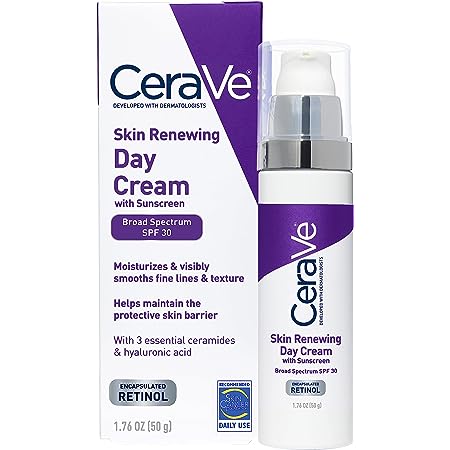 CeraVe®
DEVELOPED WITH DERMATOLOGISTS
Skin Renewing
Day
Cream
with Sunscreen
Broad Spectrum
SPF 30
Moisturizes & visibly
smooths fine lines & texture
Helps maintain the
protective skin barrier
With 3 essential ceramides
& hyaluronic acid
ENCAPSULATED
RETINOL
RECOMMENDED
SKIN
CANCER
DAILY USE
1.76 OZ (50 g)
CeraVe
DEVELOPED WITH DERMATOLOGISTS
Skin Renewing
Day Cream
with Sunscreen
Broad Spectrum SPF 30
ENCAPSULATED
RETINOL
1.76 OZ (50 g)